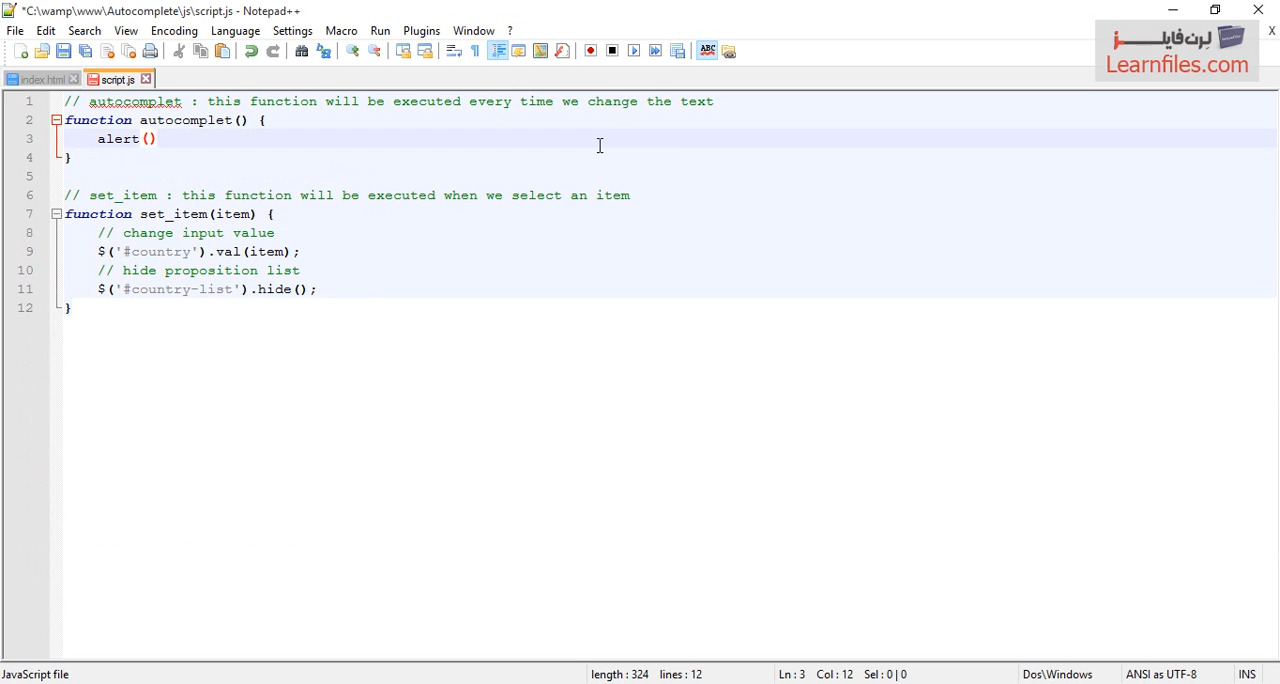 *C:\wamp\www\Autocomplete\js\script.js - Notepad++
File Edit Search View Encoding Language Settings Macro Run Plugins Window ? X
لرن‌فایلز
Learnfiles.com
ABC
index.html script.js
1 // autocomplet : this function will be executed every time we change the text
2 function autocomplet() {
3 alert()
4 }
5
6 // set_item : this function will be executed when we select an item
7 function set_item(item) {
8 // change input value
9 $('#country').val(item);
10 // hide proposition list
11 $('#country-list').hide();
12 }
JavaScript file length : 324 lines : 12 Ln : 3 Col : 12 Sel : 0 | 0 Dos\Windows ANSI as UTF-8 INS